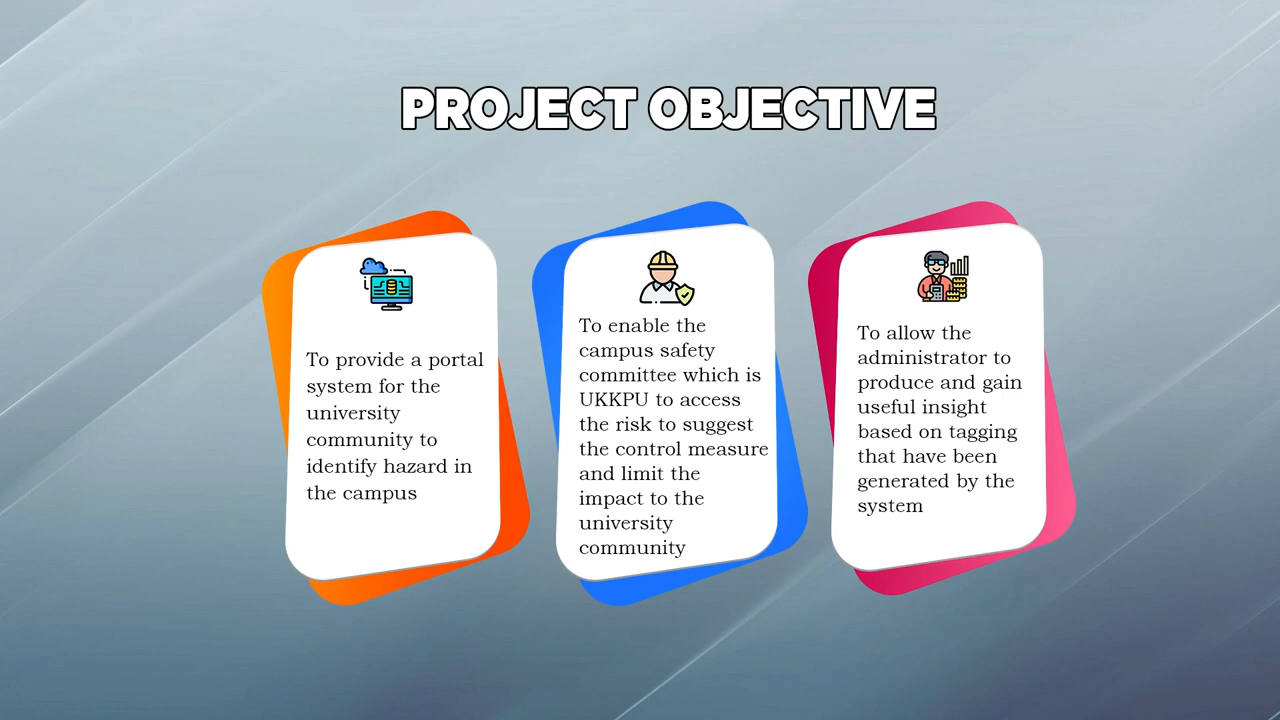 PROJECT OBJECTIVE
To provide a portal
system for the
university
community to
identify hazard in
the campus
To enable the
campus safety
committee which is
UKKPU to access
the risk to suggest
the control measure
and limit the
impact to the
university
community
To allow the
administrator to
produce and gain
useful insight
based on tagging
that have been
generated by the
system